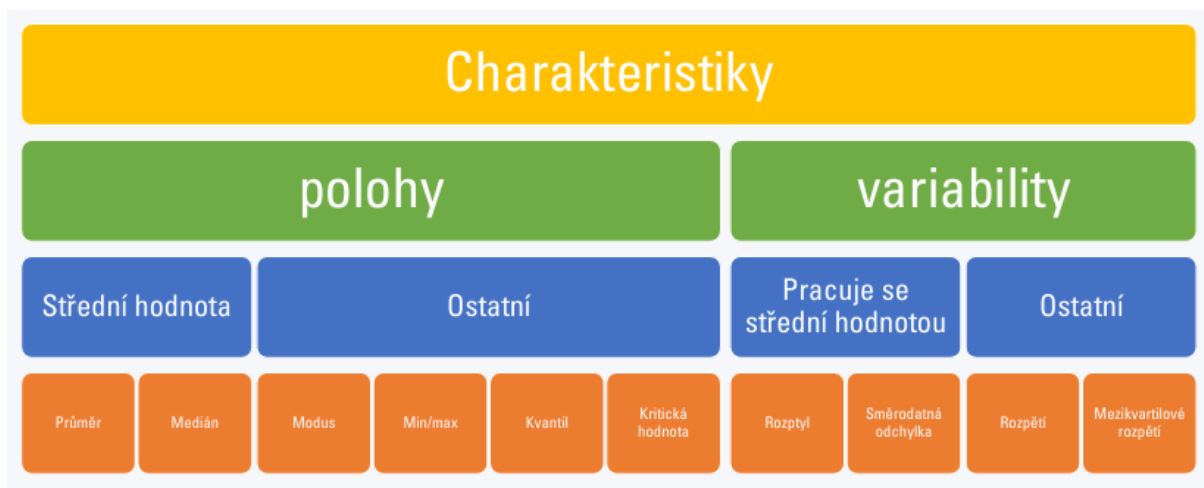 Charakteristiky
polohy
variability
Střední hodnota
Ostatní
Pracuje se
střední hodnotou
Ostatní
Průměr
Medián
Modus
Min/max
Kvantil
Kritická
hodnota
Rozptyl
Směrodatná
odchylka
Rozpětí
Mezikvartilové
rozpětí